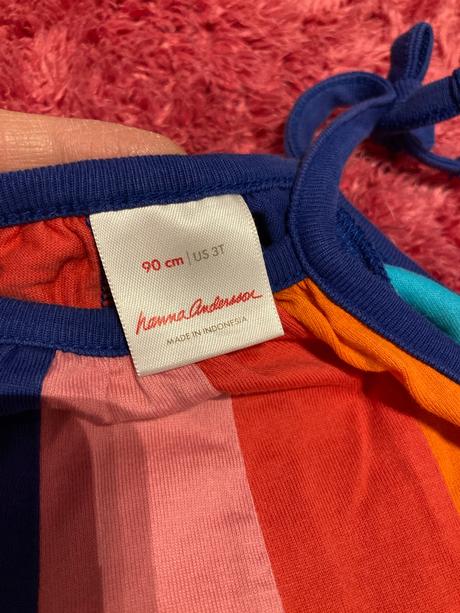 90 cm | US 3T
hanna Andersson
MADE IN INDONESIA